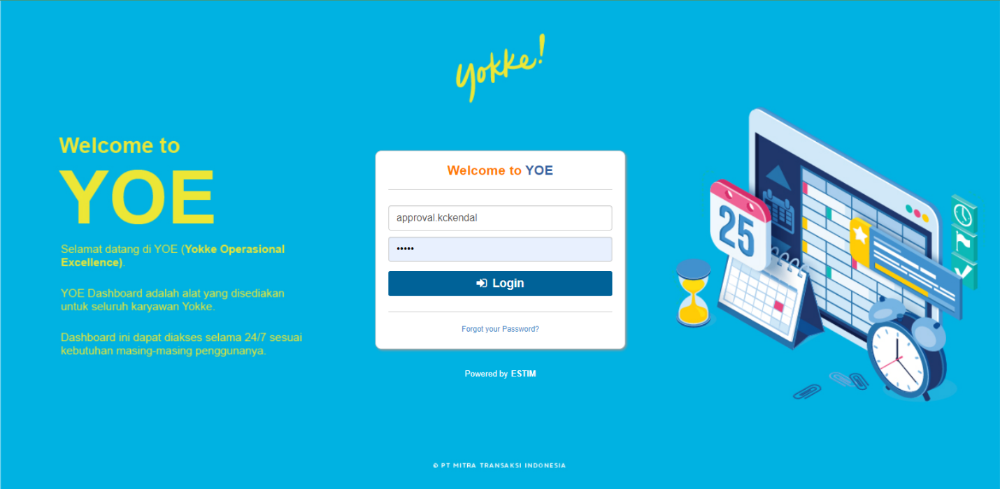 Yokke!
Welcome to
YOE
Selamat datang di YOE (Yokke Operasional
Excellence).
YOE Dashboard adalah alat yang disediakan
untuk seluruh karyawan Yokke.
Dashboard ini dapat diakses selama 24/7 sesuai
kebutuhan masing-masing penggunanya.
Welcome to YOE
approval.kckendal
•••••
Login
Forgot your Password?
Powered by ESTIM
25
© PT MITRA TRANSAKSI INDONESIA